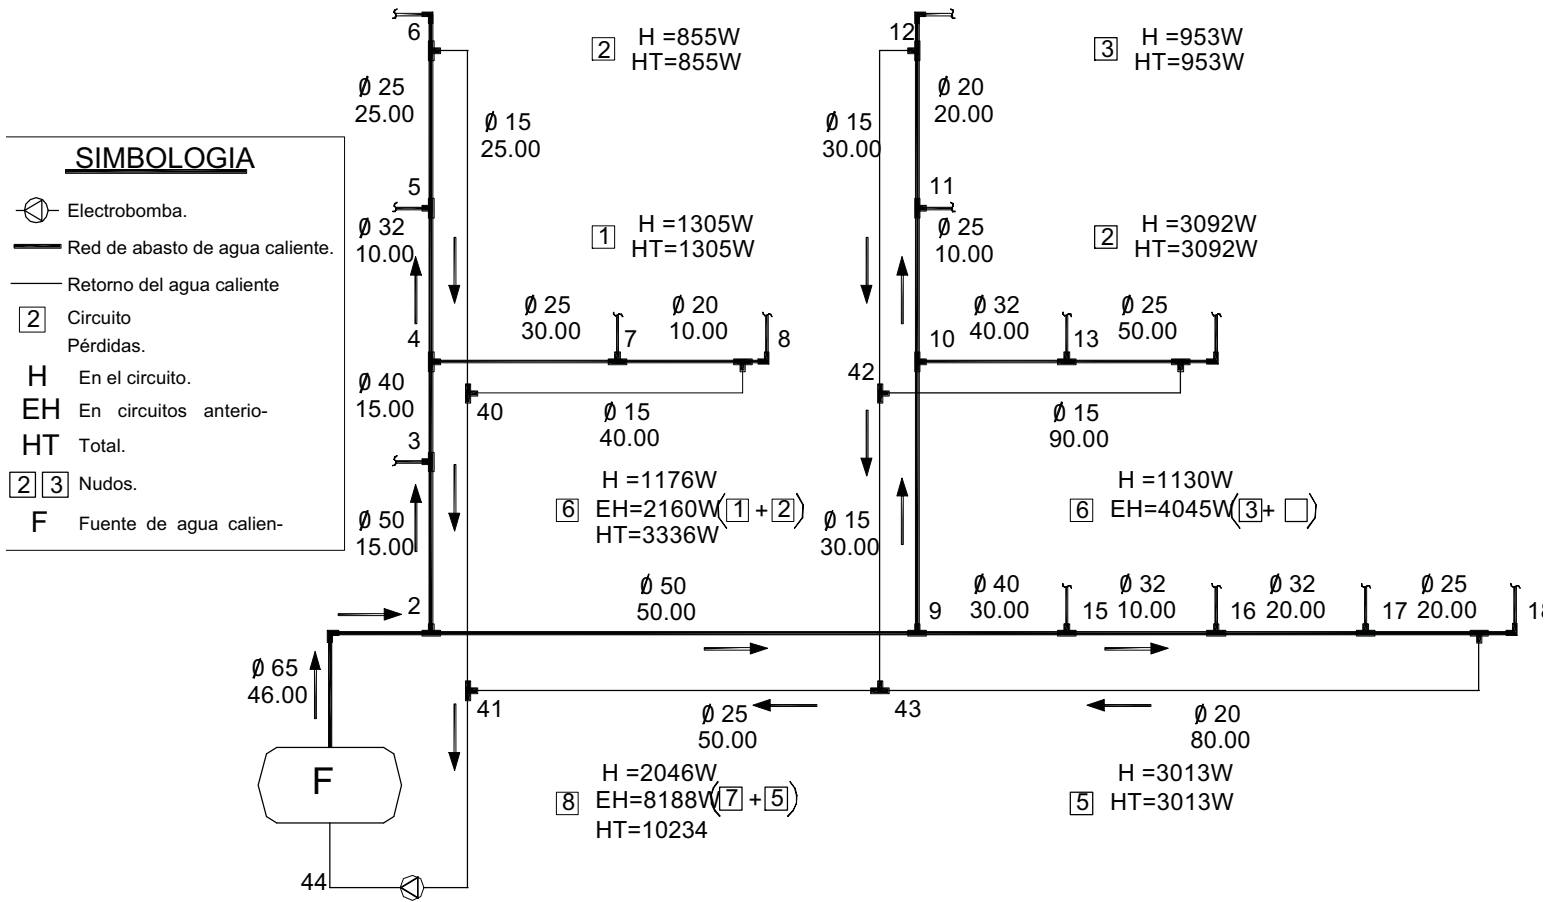 6
12
2
H =855W
HT=855W
3
H =953W
HT=953W
Ø 25
25.00
Ø 15
25.00
Ø 15
30.00
Ø 20
20.00
SIMBOLOGIA
Electrobomba.
Red de abasto de agua caliente.
Retorno del agua caliente
2 Circuito
Pérdidas.
H En el circuito.
EH En circuitos anterio-
HT Total.
2 3 Nudos.
F Fuente de agua calien-
5
11
Ø 32
10.00
1
H =1305W
HT=1305W
Ø 25
10.00
2
H =3092W
HT=3092W
4
Ø 25
30.00
7
Ø 20
10.00
8
10
Ø 32
40.00
13
Ø 25
50.00
Ø 40
15.00
40
42
Ø 15
40.00
Ø 15
90.00
3
Ø 50
15.00
6
H =1176W
EH=2160W(1 + 2)
HT=3336W
Ø 15
30.00
6
H =1130W
EH=4045W(3+ )
2
Ø 50
50.00
9
Ø 40
30.00
15
Ø 32
10.00
16
Ø 32
20.00
17
Ø 25
20.00
18
Ø 65
46.00
41
Ø 25
50.00
43
Ø 20
80.00
F
8
H =2046W
EH=8188W(7 + 5)
HT=10234
5
H =3013W
HT=3013W
44